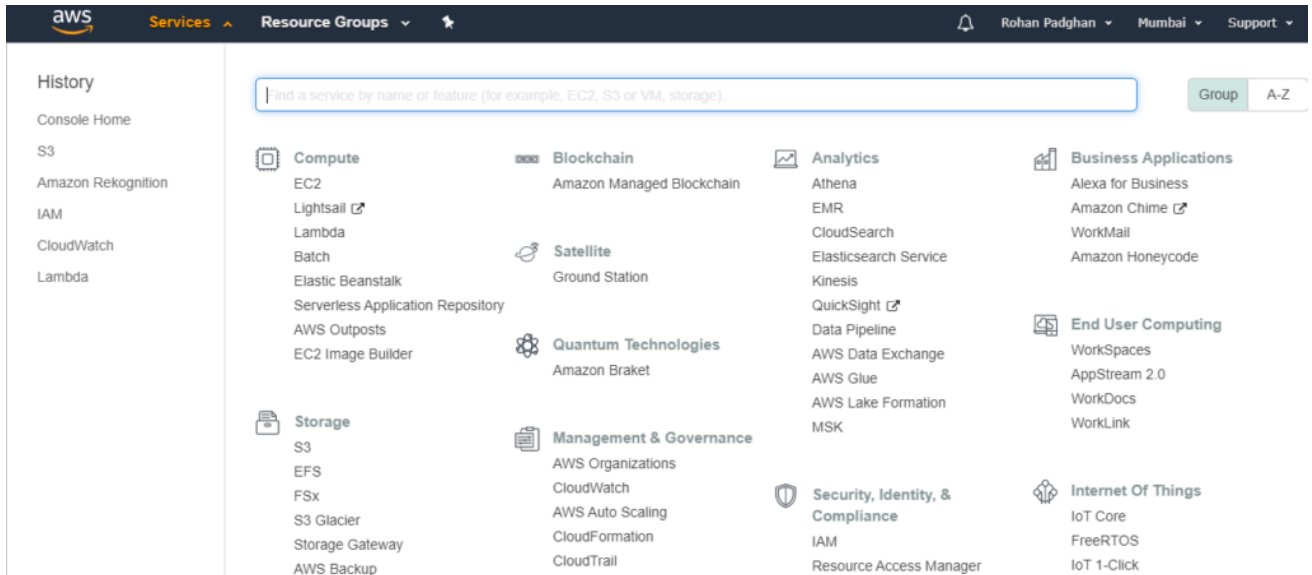 aws
Services
Resource Groups
Rohan Padghan
Mumbai
Support
History
Console Home
S3
Amazon Rekognition
IAM
CloudWatch
Lambda
Find a service by name or feature (for example, EC2, S3 or VM, storage).
Group
A-Z
Compute
EC2
Lightsail
Lambda
Batch
Elastic Beanstalk
Serverless Application Repository
AWS Outposts
EC2 Image Builder
Storage
S3
EFS
FSx
S3 Glacier
Storage Gateway
AWS Backup
Blockchain
Amazon Managed Blockchain
Satellite
Ground Station
Quantum Technologies
Amazon Braket
Management & Governance
AWS Organizations
CloudWatch
AWS Auto Scaling
CloudFormation
CloudTrail
Analytics
Athena
EMR
CloudSearch
Elasticsearch Service
Kinesis
QuickSight
Data Pipeline
AWS Data Exchange
AWS Glue
AWS Lake Formation
MSK
Security, Identity, &
Compliance
IAM
Resource Access Manager
Business Applications
Alexa for Business
Amazon Chime
WorkMail
Amazon Honeycode
End User Computing
WorkSpaces
AppStream 2.0
WorkDocs
WorkLink
Internet Of Things
IoT Core
FreeRTOS
IoT 1-Click